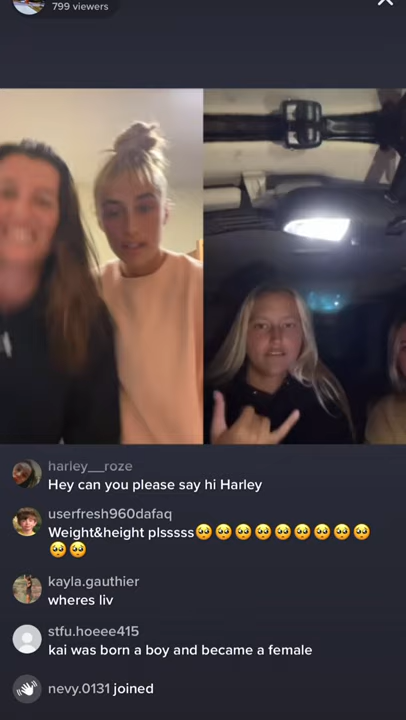 799 viewers
harley__roze
Hey can you please say hi Harley
userfresh960dafaq
Weight&height plsssss🥺🥺🥺🥺🥺🥺🥺🥺🥺
🥺🥺
kayla.gauthier
wheres liv
stfu.hoeee415
kai was born a boy and became a female
nevy.0131 joined